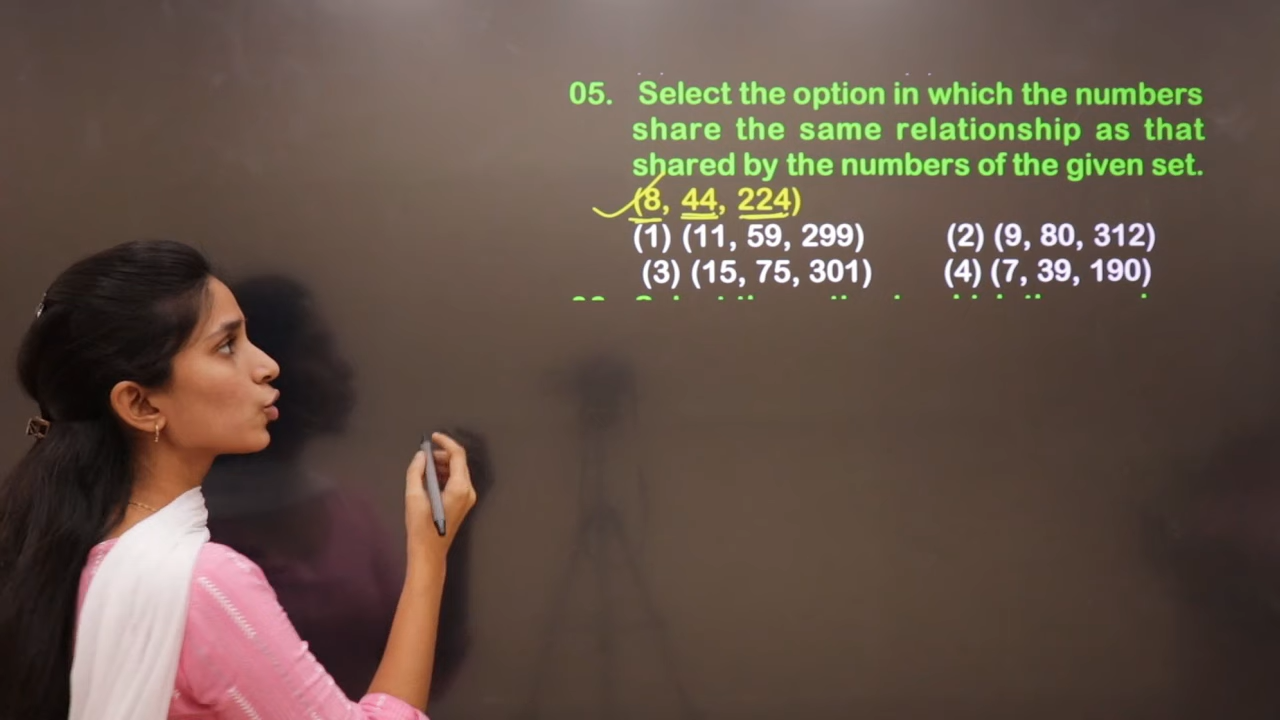 05. Select the option in which the numbers
share the same relationship as that
shared by the numbers of the given set.
(8, 44, 224)
(1) (11, 59, 299) (2) (9, 80, 312)
(3) (15, 75, 301) (4) (7, 39, 190)